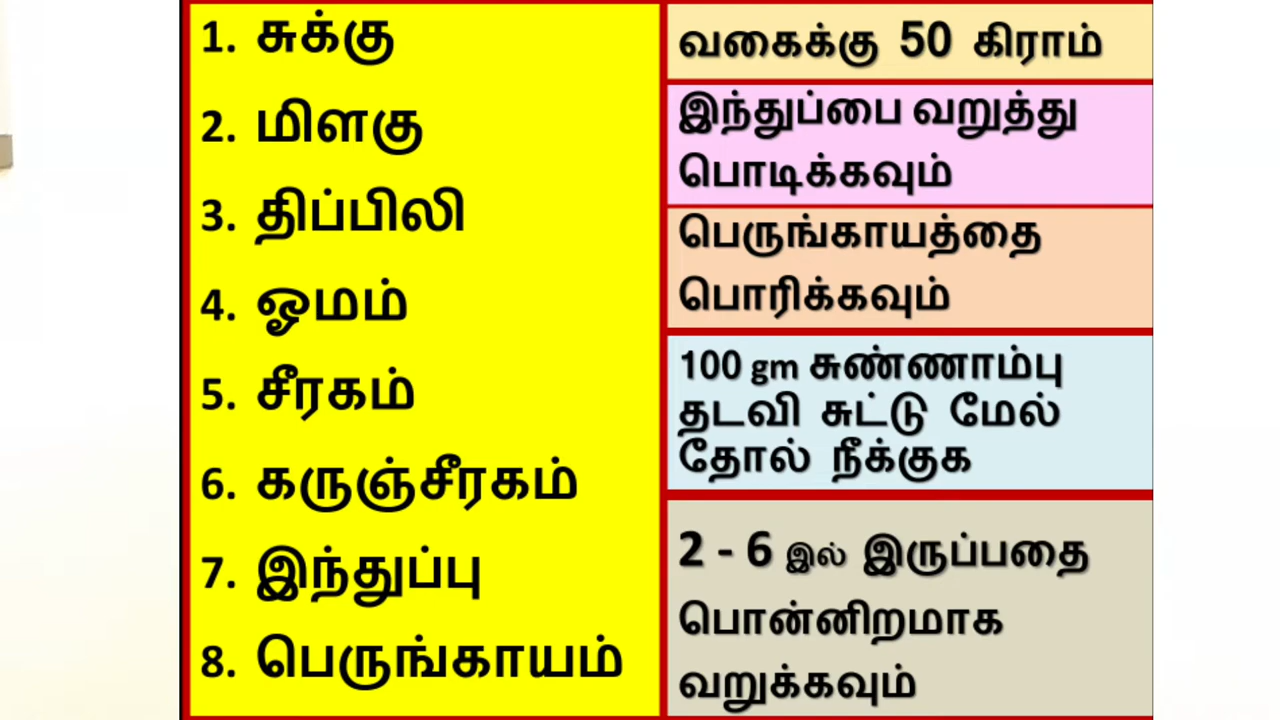 1. சுக்கு
2. மிளகு
3. திப்பிலி
4. ஓமம்
5. சீரகம்
6. கருஞ்சீரகம்
7. இந்துப்பு
8. பெருங்காயம்
வகைக்கு 50 கிராம்
இந்துப்பை வறுத்து
பொடிக்கவும்
பெருங்காயத்தை
பொரிக்கவும்
100 gm சுண்ணாம்பு
தடவி சுட்டு மேல்
தோல் நீக்குக
2 - 6 இல் இருப்பதை
பொன்னிறமாக
வறுக்கவும்